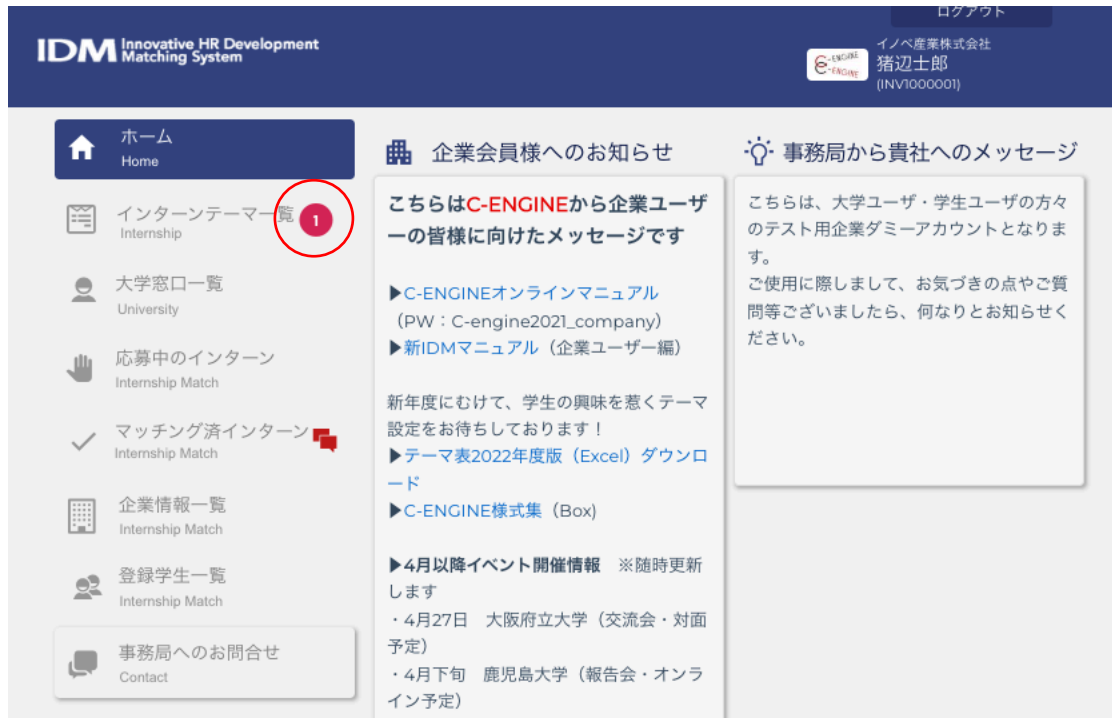 ログアウト
IDM Innovative HR Development
Matching System
C-ENGINE
C-ENGINE
イノベ産業株式会社
猪辺士郎
(INV1000001)
ホーム
Home
インターンテーマ一覧 1
Internship
大学窓口一覧
University
応募中のインターン
Internship Match
マッチング済インターン
Internship Match
企業情報一覧
Internship Match
登録学生一覧
Internship Match
事務局へのお問合せ
Contact
企業会員様へのお知らせ
こちらはC-ENGINEから企業ユーザ
ーの皆様に向けたメッセージです
▶C-ENGINEオンラインマニュアル
（PW：C-engine2021_company）
▶新IDMマニュアル（企業ユーザー編）
新年度にむけて、学生の興味を惹くテーマ
設定をお待ちしております！
▶テーマ表2022年度版（Excel）ダウンロ
ード
▶C-ENGINE様式集（Box)
▶4月以降イベント開催情報　※随時更新
します
・4月27日　大阪府立大学（交流会・対面
予定）
・4月下旬　鹿児島大学（報告会・オンラ
イン予定）
事務局から貴社へのメッセージ
こちらは、大学ユーザ・学生ユーザの方々
のテスト用企業ダミーアカウントとなりま
す。
ご使用に際しまして、お気づきの点やご質
問等ございましたら、何なりとお知らせく
ださい。